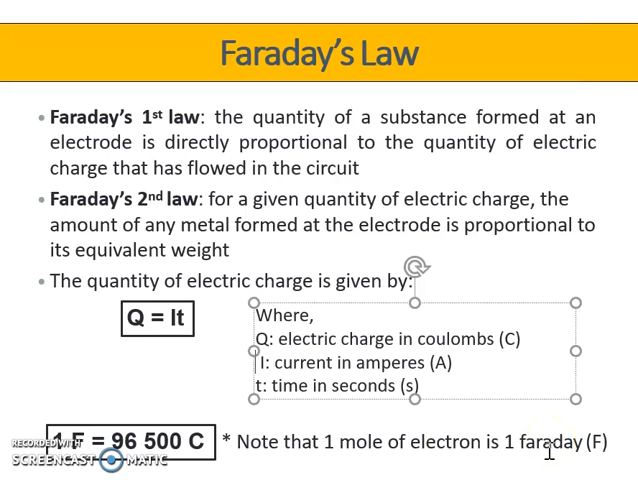 Faraday's Law
• Faraday's 1st law: the quantity of a substance formed at an
electrode is directly proportional to the quantity of electric
charge that has flowed in the circuit
• Faraday's 2nd law: for a given quantity of electric charge, the
amount of any metal formed at the electrode is proportional to
its equivalent weight
• The quantity of electric charge is given by:
Q = It
Where,
Q: electric charge in coulombs (C)
I: current in amperes (A)
t: time in seconds (s)
1 F = 96 500 C * Note that 1 mole of electron is 1 faraday (F)
RECORDED WITH
SCREENCAST MATIC